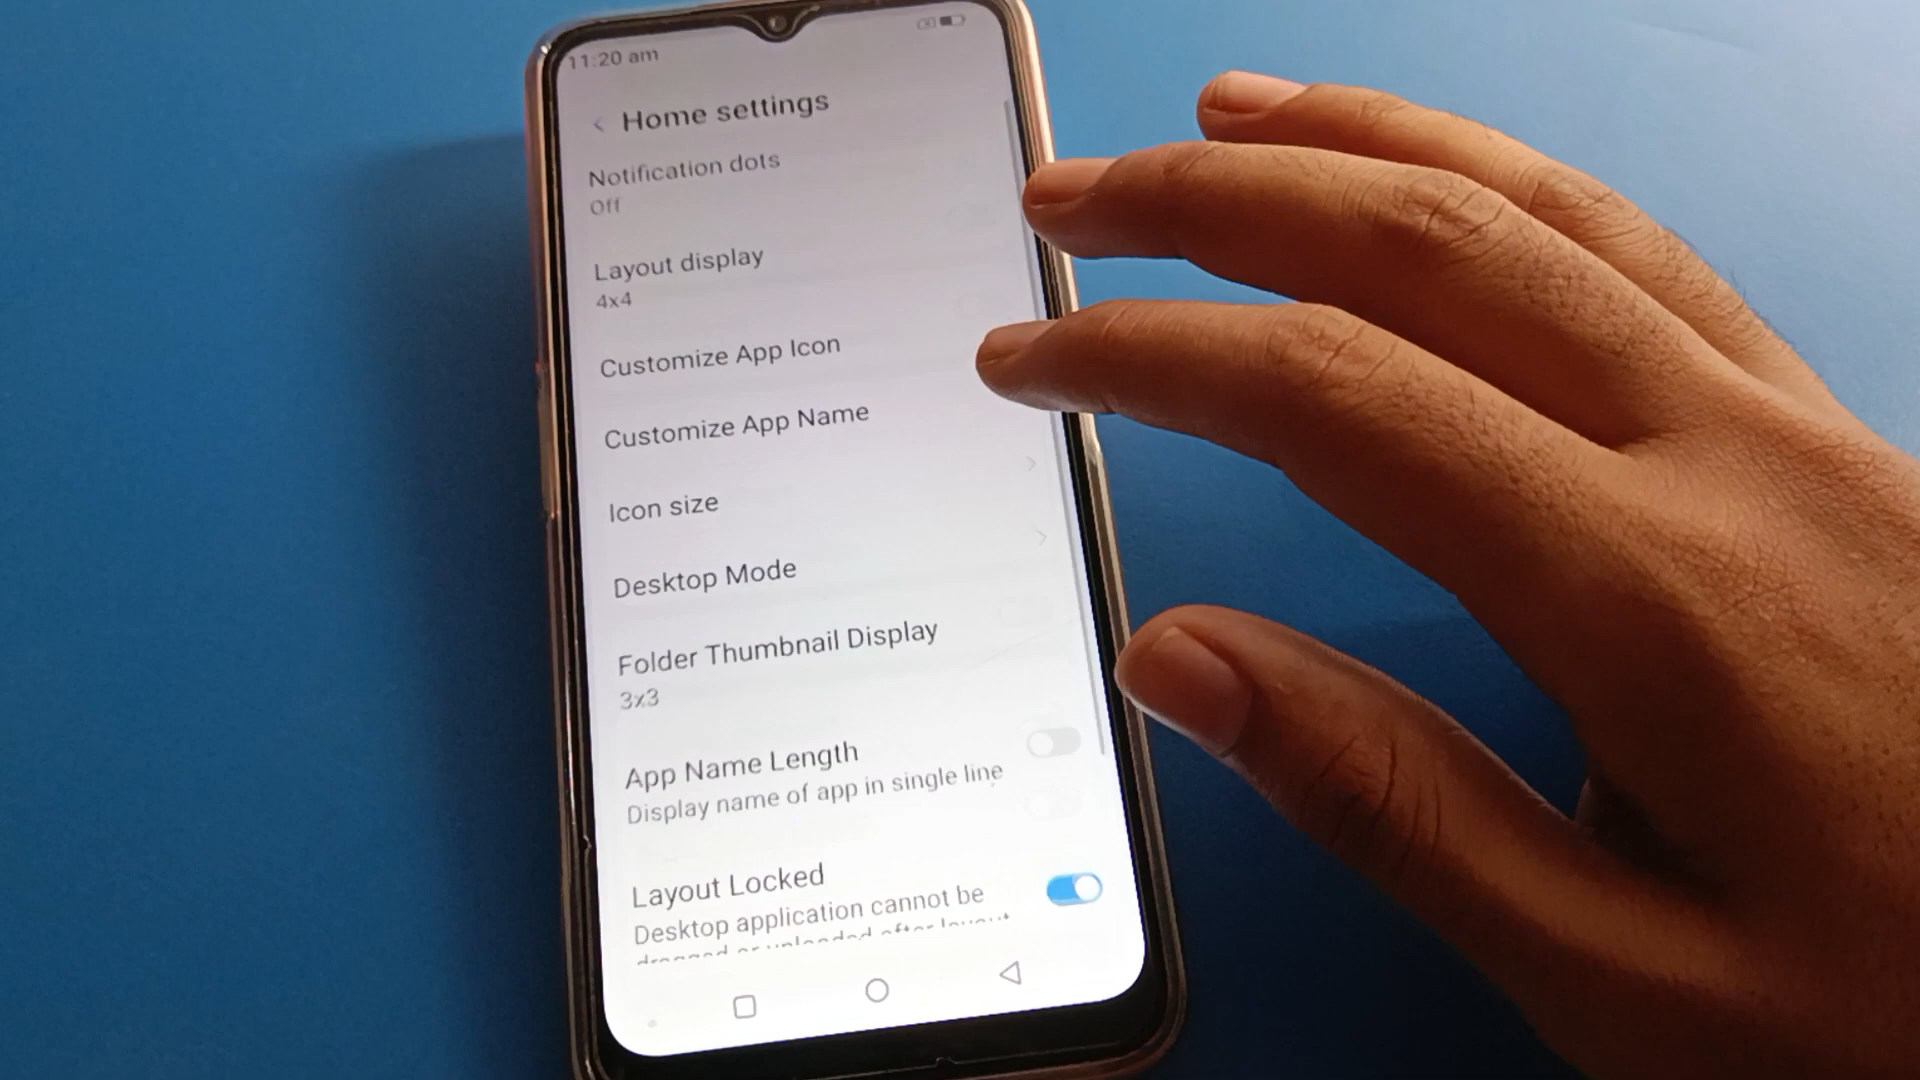 11:20 am
Home settings
Notification dots
Off
Layout display
4x4
Customize App Icon
Customize App Name
Icon size
Desktop Mode
Folder Thumbnail Display
3x3
App Name Length
Display name of app in single line
Layout Locked
Desktop application cannot be